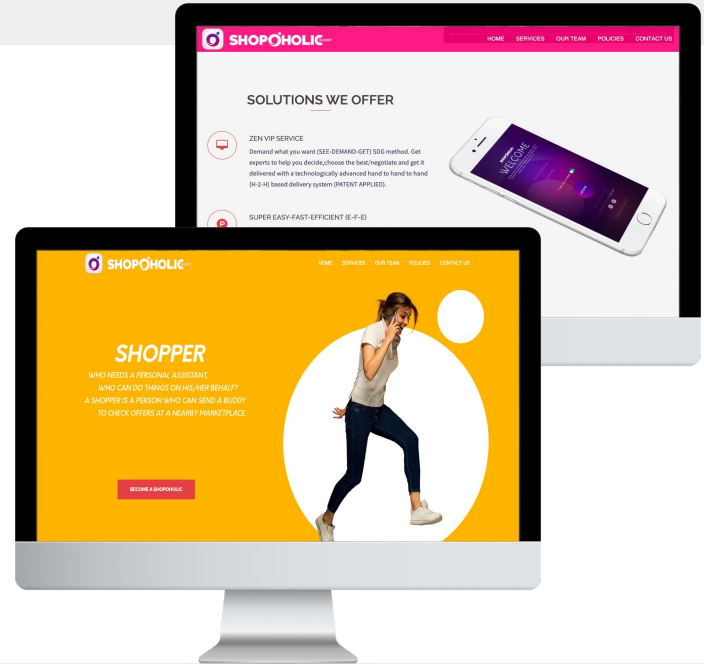 SHOPOHOLIC
HOME SERVICES OUR TEAM POLICIES CONTACT US
SOLUTIONS WE OFFER
ZEN VIP SERVICE
Demand what you want (SEE-DEMAND-GET) SDG method. Get
experts to help you decide,choose the best/negotiate and get it
delivered with a technologically advanced hand to hand to hand
(H-2-H) based delivery system (PATENT APPLIED).
P
SUPER EASY-FAST-EFFICIENT (E-F-E)
WELCOME
SHOPOHOLIC
HOME SERVICES OUR TEAM POLICIES CONTACT US
SHOPPER
WHO NEEDS A PERSONAL ASSISTANT,
WHO CAN DO THINGS ON HIS/HER BEHALF?
A SHOPPER IS A PERSON WHO CAN SEND A BUDDY
TO CHECK OFFERS AT A NEARBY MARKETPLACE.
BECOME A SHOPOHOLIC